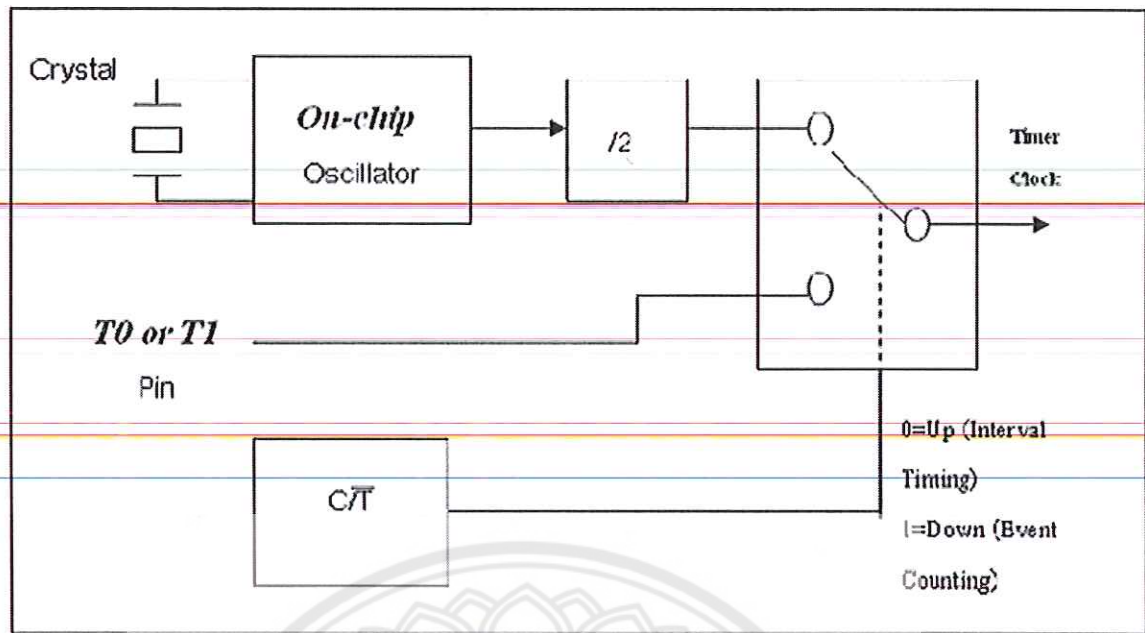 Crystal
On-chip
Oscillator
/2
Timer
Clock
T0 or T1
Pin
C/T̅
0=Up (Interval
Timing)
1=Down (Event
Counting)